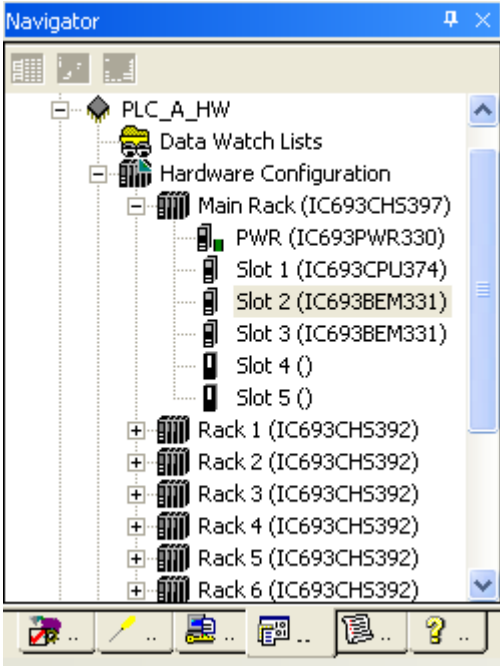 Navigator
PLC_A_HW
Data Watch Lists
Hardware Configuration
Main Rack (IC693CHS397)
PWR (IC693PWR330)
Slot 1 (IC693CPU374)
Slot 2 (IC693BEM331)
Slot 3 (IC693BEM331)
Slot 4 ()
Slot 5 ()
Rack 1 (IC693CHS392)
Rack 2 (IC693CHS392)
Rack 3 (IC693CHS392)
Rack 4 (IC693CHS392)
Rack 5 (IC693CHS392)
Rack 6 (IC693CHS392)
.. .. .. .. .. ? ..